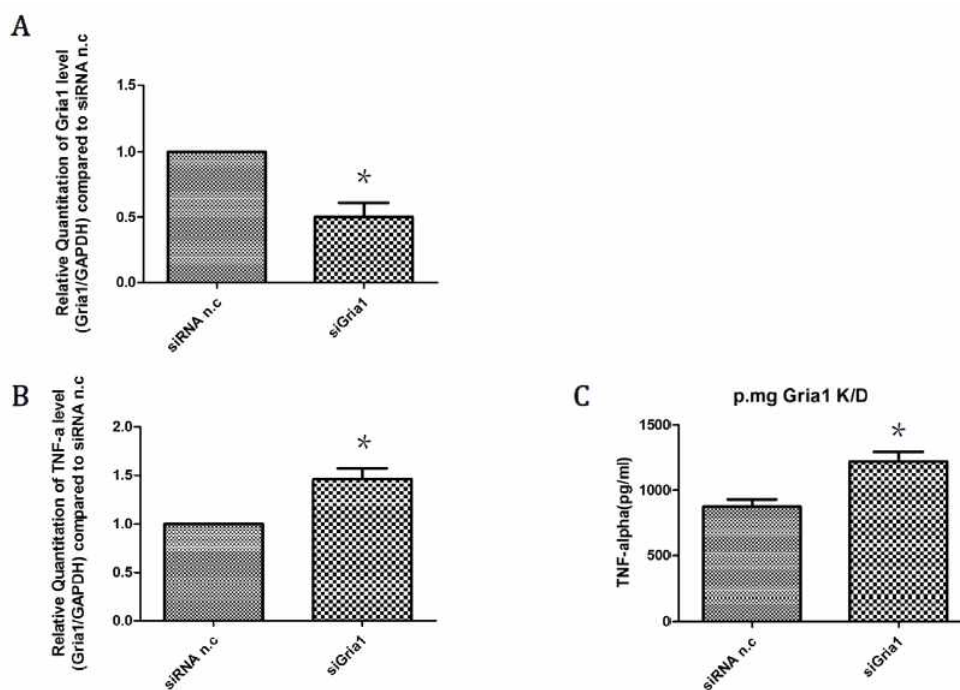 A
Relative Quantitation of Gria1 level
(Gria1/GAPDH) compared to siRNA n.c
1.5
1.0
0.5
0.0
*
siRNA n.c
siGria1
B
Relative Quantitation of TNF-a level
(Gria1/GAPDH) compared to siRNA n.c
2.0
1.5
1.0
0.5
0.0
*
siRNA n.c
siGria1
C
p.mg Gria1 K/D
TNF-alpha(pg/ml)
1500
1000
500
0
*
siRNA n.c
siGria1